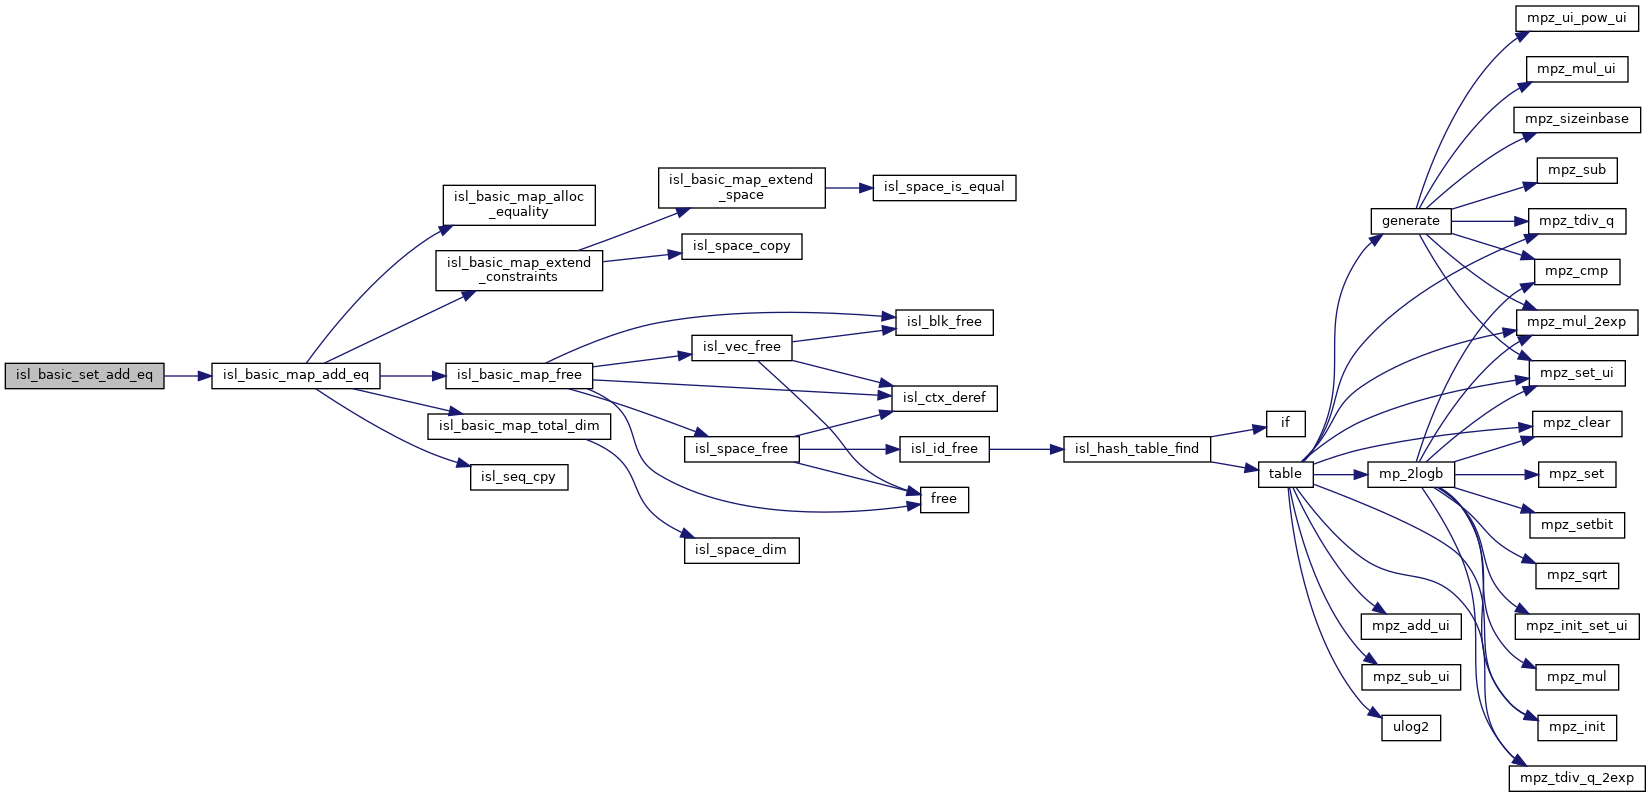 isl_basic_set_add_eq
isl_basic_map_add_eq
isl_basic_map_alloc
_equality
isl_basic_map_extend
_constraints
isl_basic_map_free
isl_basic_map_total_dim
isl_seq_cpy
isl_basic_map_extend
_space
isl_space_copy
isl_vec_free
isl_space_free
isl_space_dim
isl_space_is_equal
isl_blk_free
isl_ctx_deref
isl_id_free
free
isl_hash_table_find
if
table
generate
mp_2logb
mpz_add_ui
mpz_sub_ui
ulog2
mpz_ui_pow_ui
mpz_mul_ui
mpz_sizeinbase
mpz_sub
mpz_tdiv_q
mpz_cmp
mpz_mul_2exp
mpz_set_ui
mpz_clear
mpz_set
mpz_setbit
mpz_sqrt
mpz_init_set_ui
mpz_mul
mpz_init
mpz_tdiv_q_2exp